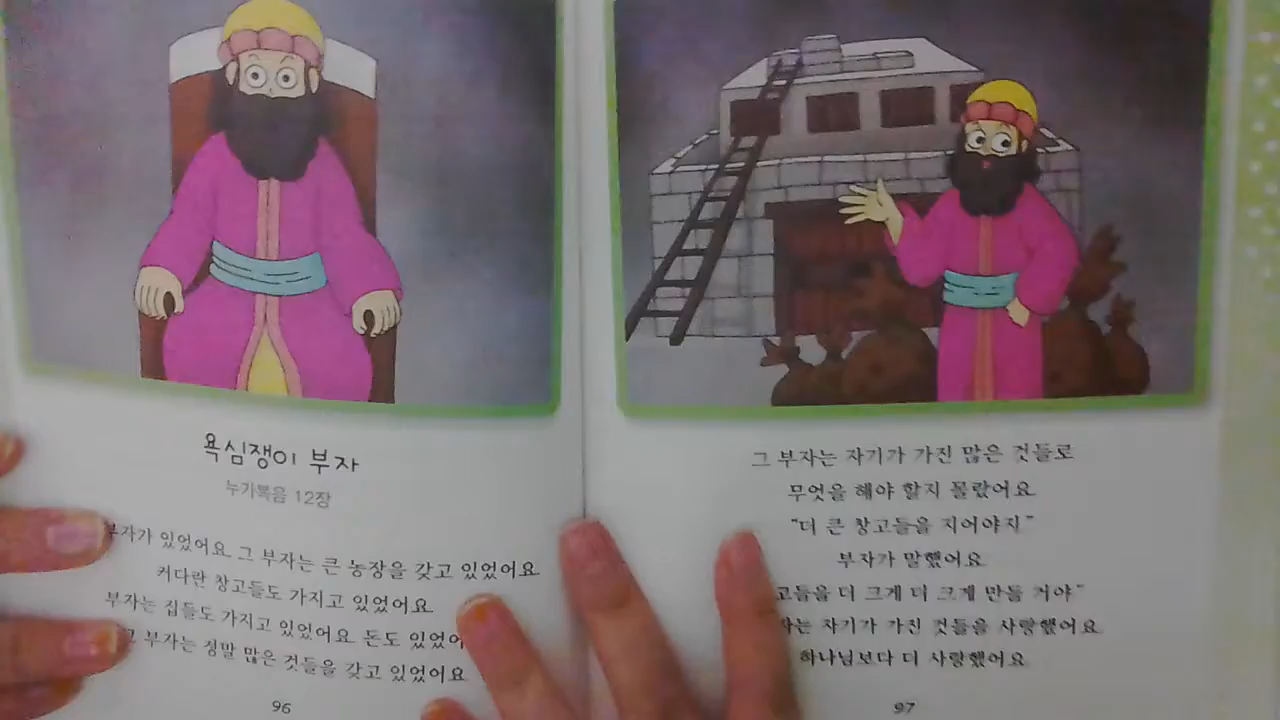 욕심쟁이 부자
누가복음 12장
부자가 있었어요. 그 부자는 큰 농장을 갖고 있었어요.
커다란 창고들도 가지고 있었어요.
부자는 집들도 가지고 있었어요. 돈도
부자는 정말 많은 것들을 갖고 있었어요.
96
그 부자는 자기가 가진 많은 것들로
무엇을 해야 할지 몰랐어요.
"더 큰 창고들을 지어야지."
부자가 말했어요.
더 크게 더 크게 만들 거야."
자기가 가진 것들을 사랑했어요.
하나님보다 더 사랑했어요.
97